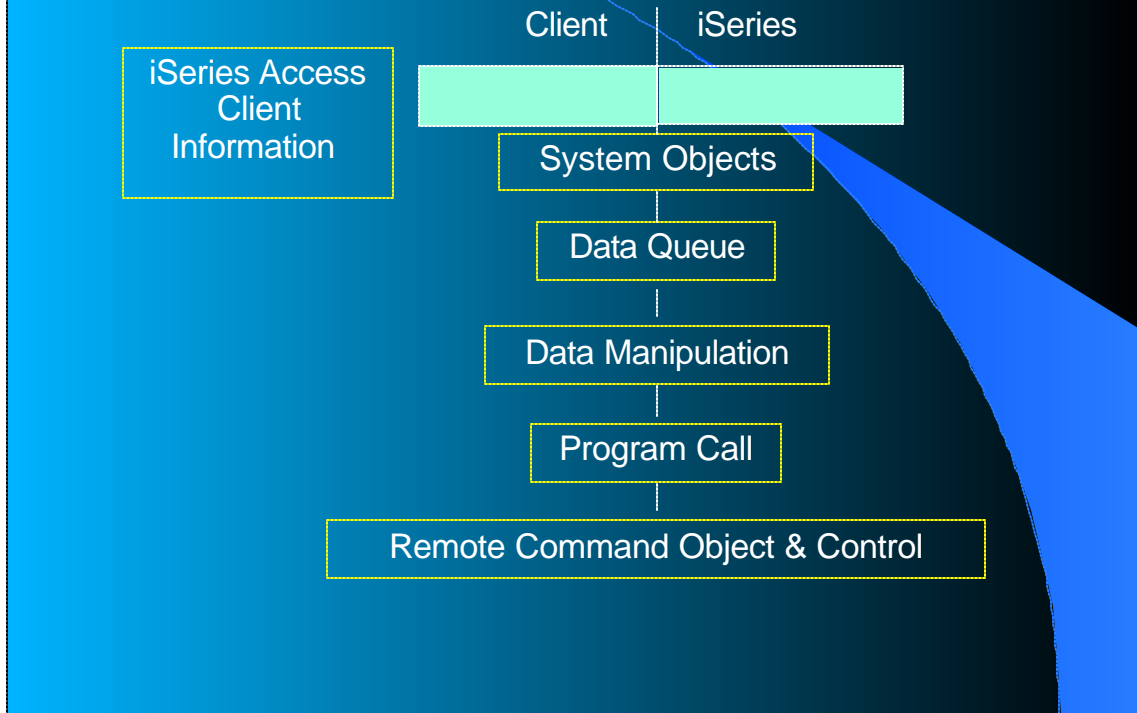 Client iSeries
iSeries Access
Client
Information
System Objects
Data Queue
Data Manipulation
Program Call
Remote Command Object & Control